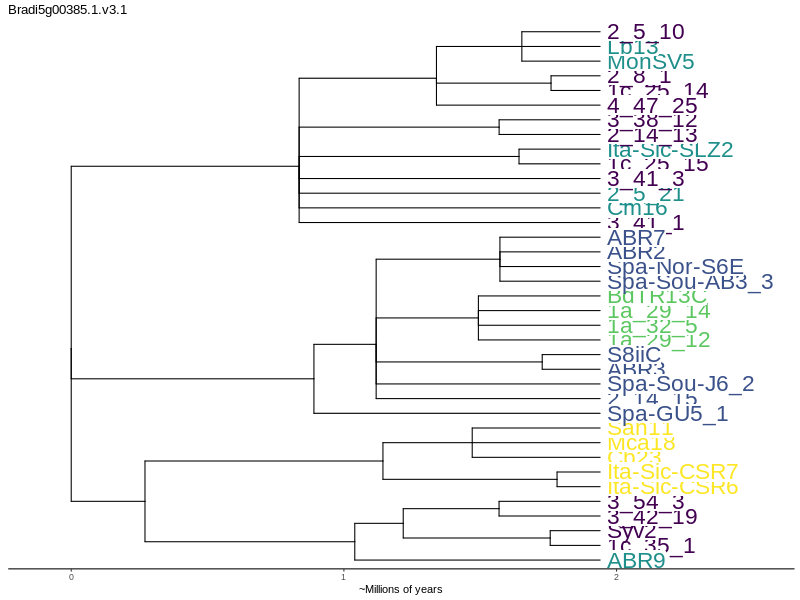 Bradi5g00385.1.v3.1
2_5_10
Lb13
MonSV5
2_8_1
1c_25_14
4_47_25
3_38_12
2_14_13
Ita-Sic-SLZ2
1c_25_15
3_41_3
2_5_21
Cm16
3_41_1
ABR7
ABR2
Spa-Nor-S6E
Spa-Sou-AB3_3
BdTR13C
1a_29_14
1a_32_5
1a_29_12
S8iiC
ABR3
Spa-Sou-J6_2
2_14_15
Spa-GU5_1
San11
Mca18
Cb23
Ita-Sic-CSR7
Ita-Sic-CSR6
3_54_3
3_42_19
Syv2
1c_35_1
ABR9
0
1
2
~Millions of years